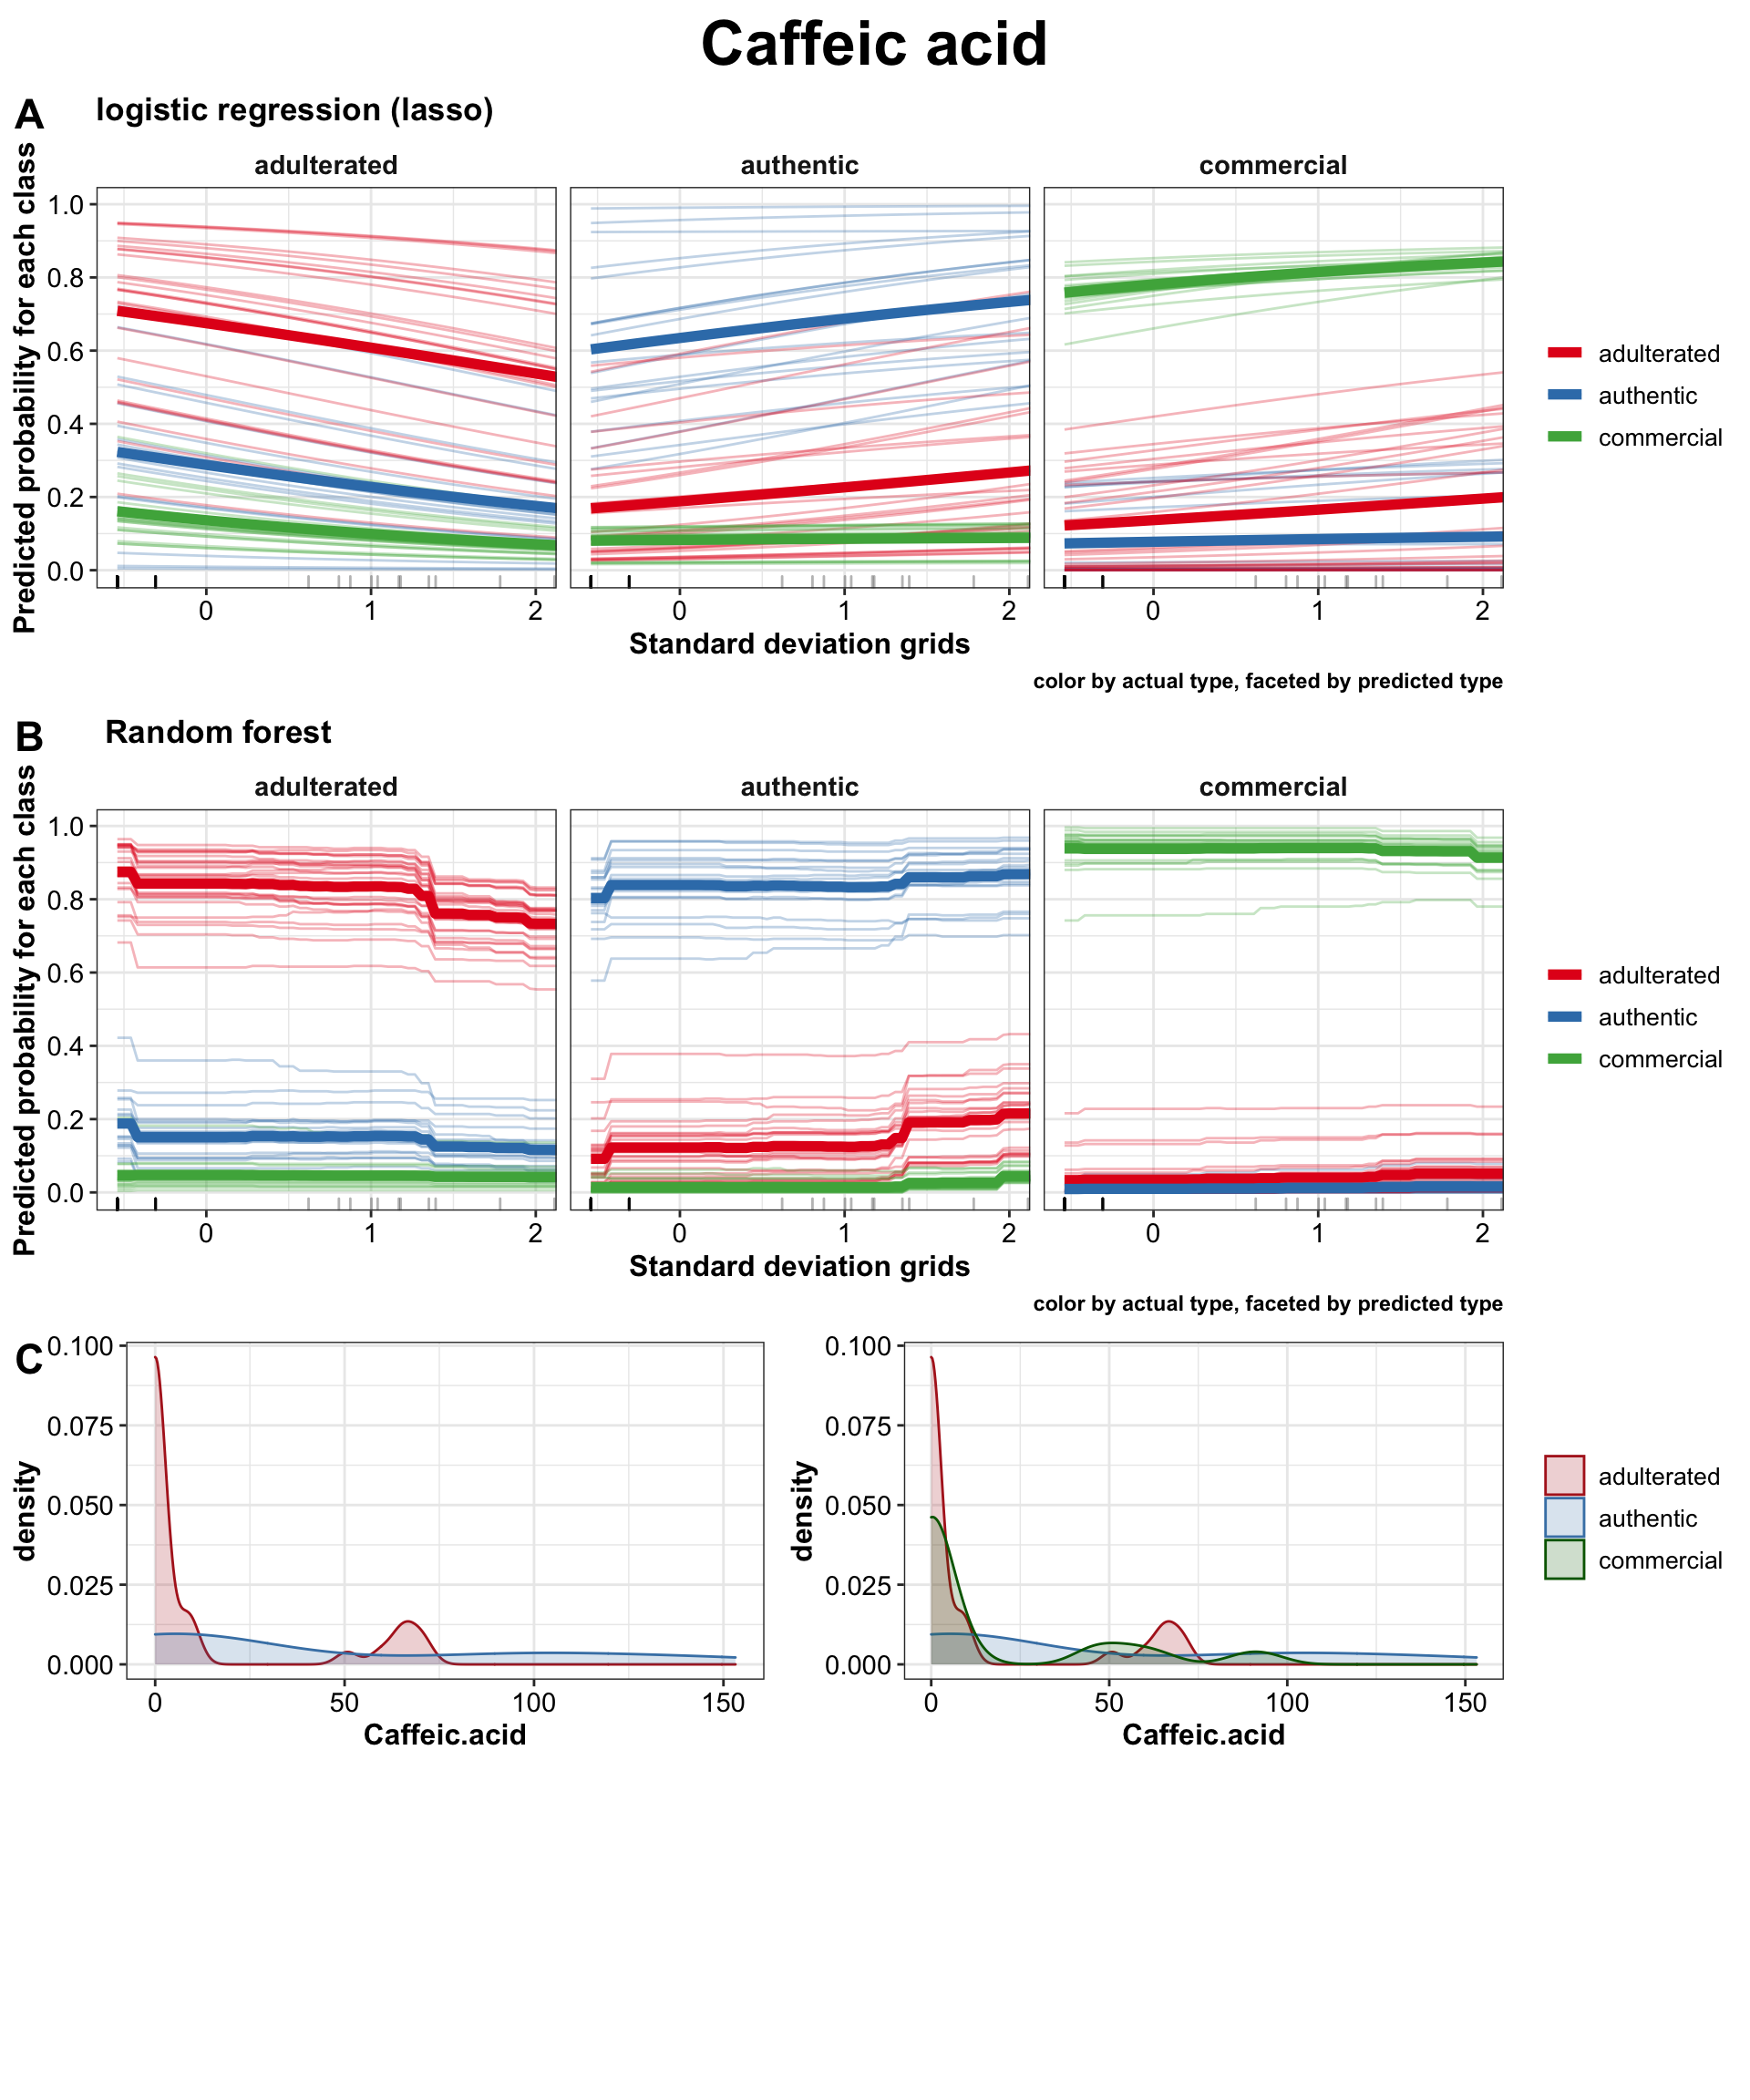 Caffeic acid
A
logistic regression (lasso)
adulterated
authentic
commercial
Predicted probability for each class
1.0
0.8
0.6
0.4
0.2
0.0
0
1
2
0
1
2
0
1
2
Standard deviation grids
color by actual type, faceted by predicted type
adulterated
authentic
commercial
B
Random forest
adulterated
authentic
commercial
Predicted probability for each class
1.0
0.8
0.6
0.4
0.2
0.0
0
1
2
0
1
2
0
1
2
Standard deviation grids
color by actual type, faceted by predicted type
adulterated
authentic
commercial
C
density
0.100
0.075
0.050
0.025
0.000
0
50
100
150
Caffeic.acid
density
0.100
0.075
0.050
0.025
0.000
0
50
100
150
Caffeic.acid
adulterated
authentic
commercial